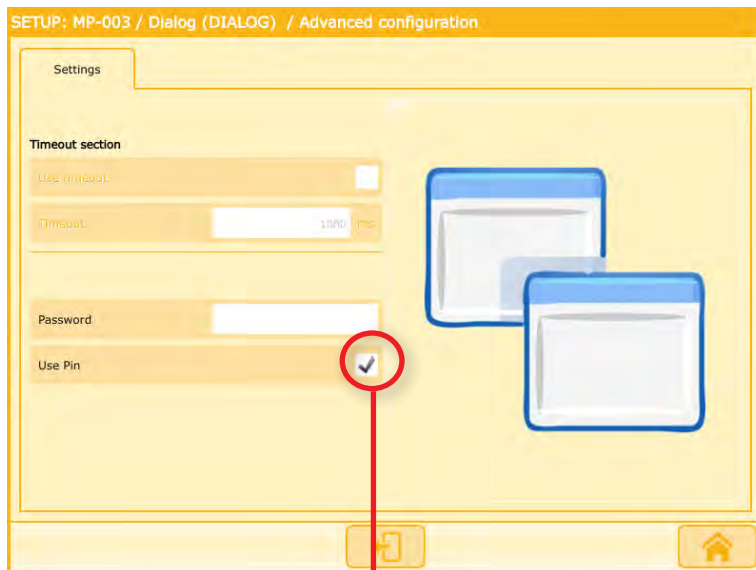 SETUP: MP-003 / Dialog (DIALOG) / Advanced configuration
Settings
Timeout section
Use timeout
Timeout 1000 ms
Password
Use Pin